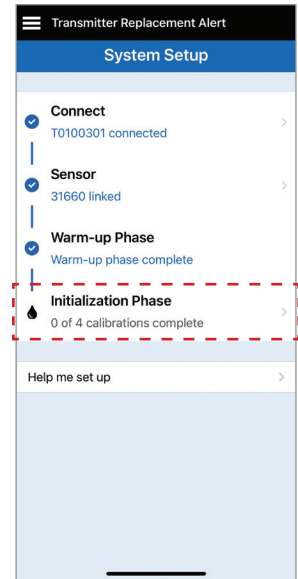 Transmitter Replacement Alert
System Setup
Connect
T0100301 connected
Sensor
31660 linked
Warm-up Phase
Warm-up phase complete
Initialization Phase
0 of 4 calibrations complete
Help me set up